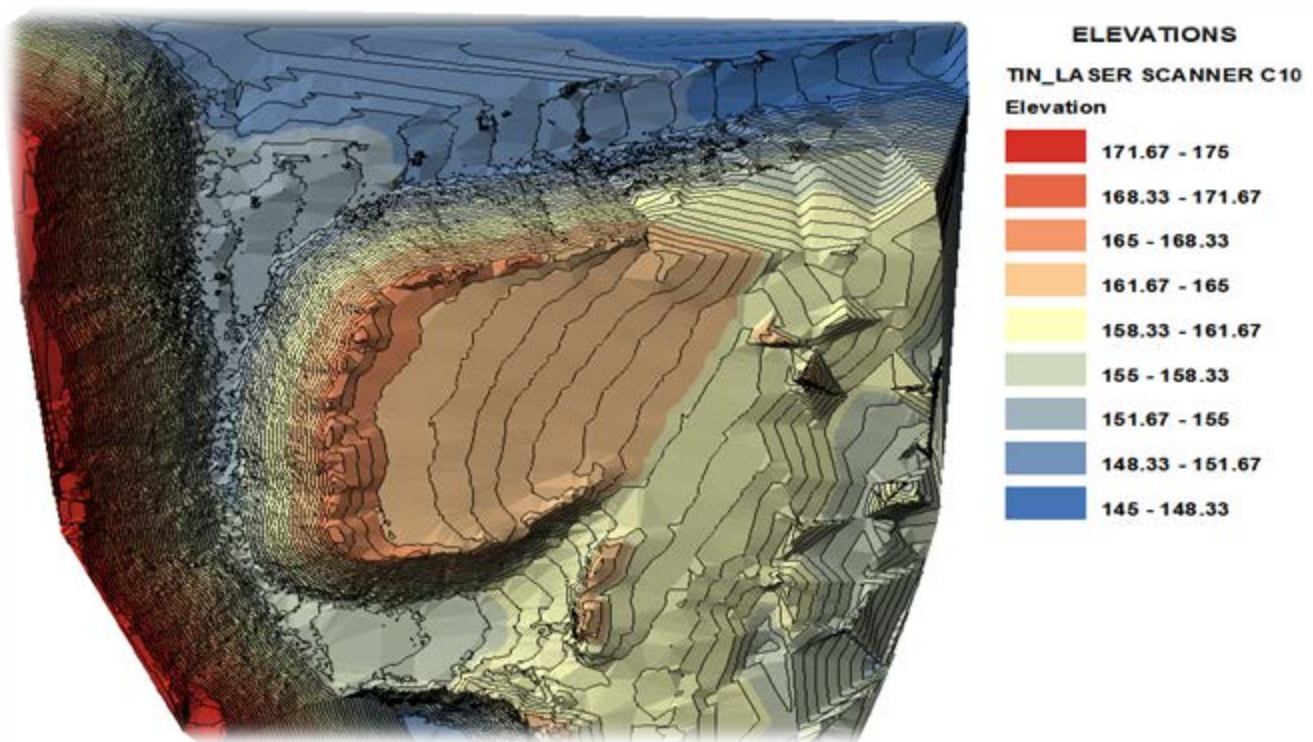 ELEVATIONS
TIN_LASER SCANNER C10
Elevation
171.67 - 175
168.33 - 171.67
165 - 168.33
161.67 - 165
158.33 - 161.67
155 - 158.33
151.67 - 155
148.33 - 151.67
145 - 148.33